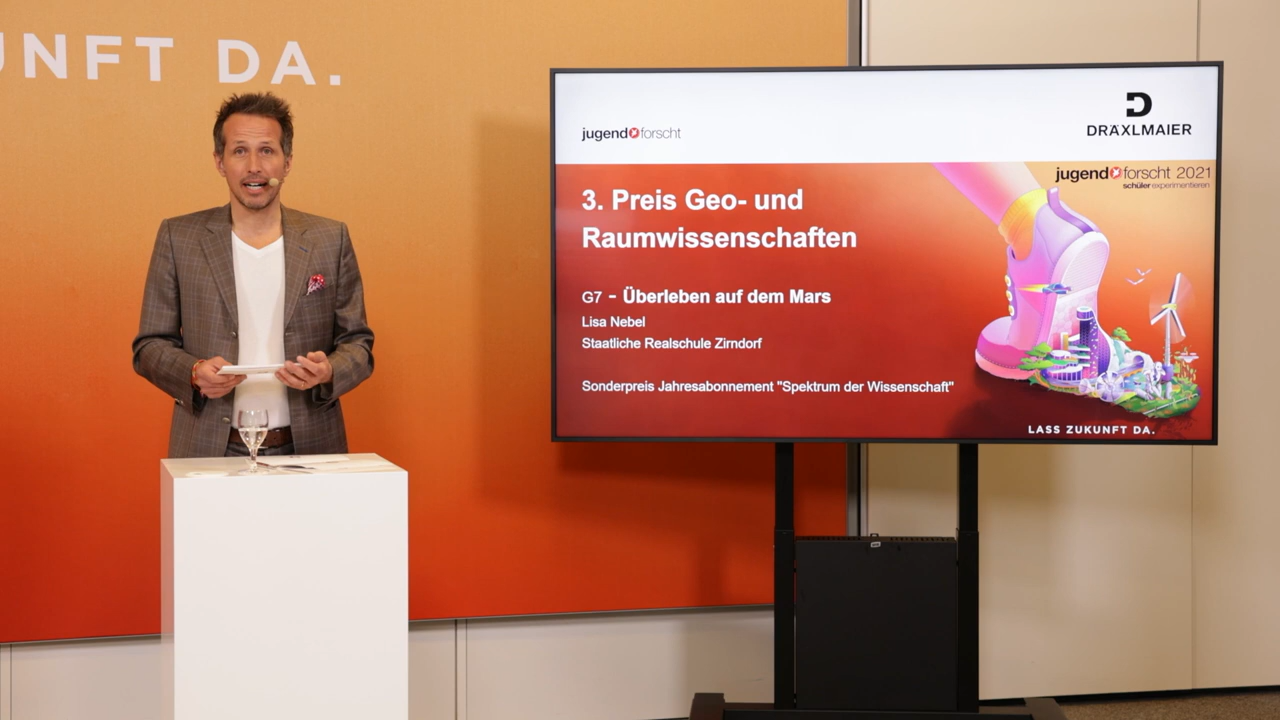 UNFT DA.
jugend forscht
DRÄXLMAIER
jugend forscht 2021
schüler experimentieren
3. Preis Geo- und
Raumwissenschaften
G7 - Überleben auf dem Mars
Lisa Nebel
Staatliche Realschule Zirndorf
Sonderpreis Jahresabonnement "Spektrum der Wissenschaft"
LASS ZUKUNFT DA.